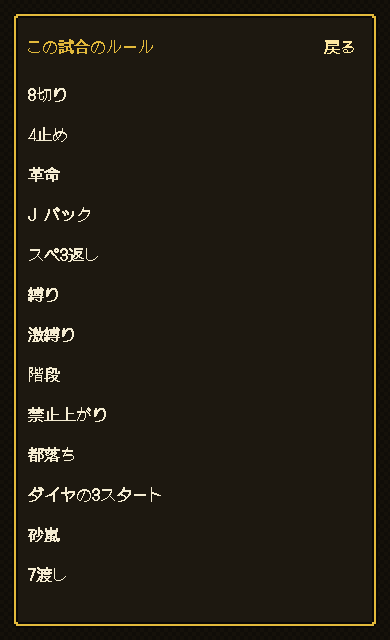 この試合のルール 戻る
8切り
4止め
革命
J バック
スペ3返し
縛り
激縛り
階段
禁止上がり
都落ち
ダイヤの3スタート
砂嵐
7渡し